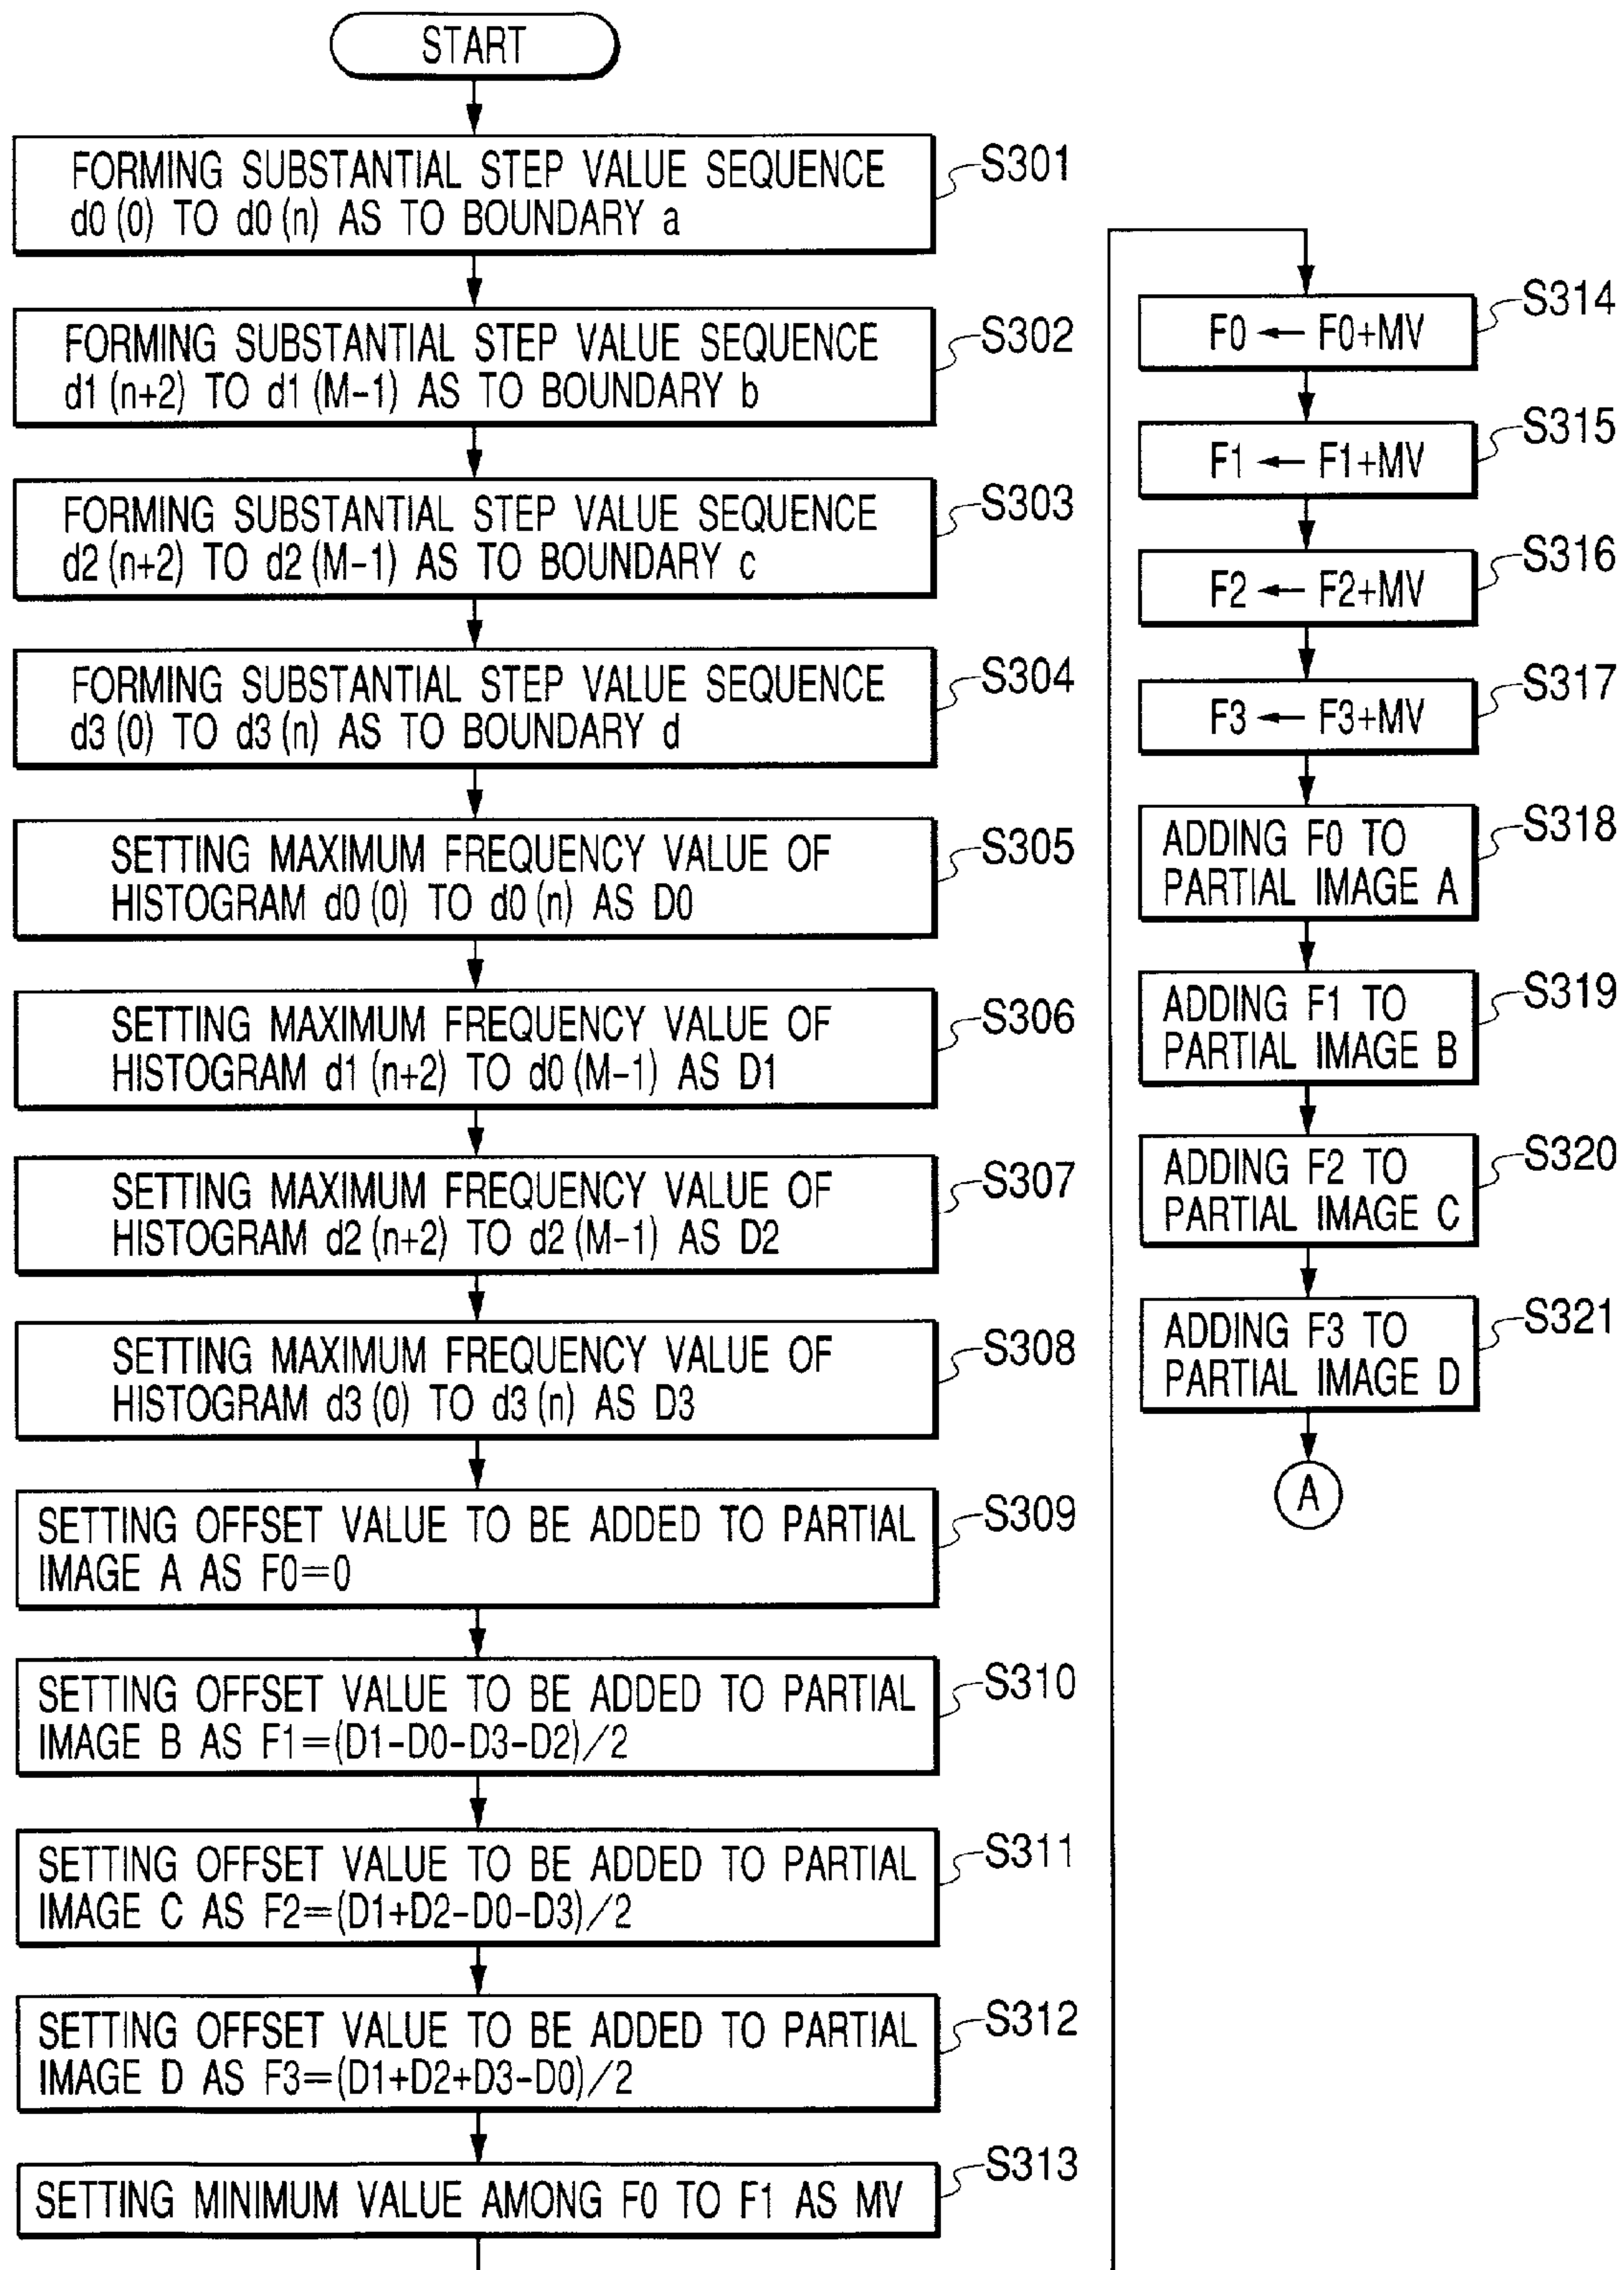 START
FORMING SUBSTANTIAL STEP VALUE SEQUENCE
d0(0) TO d0(n) AS TO BOUNDARY a
S301
FORMING SUBSTANTIAL STEP VALUE SEQUENCE
d1(n+2) TO d1(M-1) AS TO BOUNDARY b
S302
FORMING SUBSTANTIAL STEP VALUE SEQUENCE
d2(n+2) TO d2(M-1) AS TO BOUNDARY c
S303
FORMING SUBSTANTIAL STEP VALUE SEQUENCE
d3(0) TO d3(n) AS TO BOUNDARY d
S304
SETTING MAXIMUM FREQUENCY VALUE OF
HISTOGRAM d0(0) TO d0(n) AS D0
S305
SETTING MAXIMUM FREQUENCY VALUE OF
HISTOGRAM d1(n+2) TO d0(M-1) AS D1
S306
SETTING MAXIMUM FREQUENCY VALUE OF
HISTOGRAM d2(n+2) TO d2(M-1) AS D2
S307
SETTING MAXIMUM FREQUENCY VALUE OF
HISTOGRAM d3(0) TO d3(n) AS D3
S308
SETTING OFFSET VALUE TO BE ADDED TO PARTIAL
IMAGE A AS F0=0
S309
SETTING OFFSET VALUE TO BE ADDED TO PARTIAL
IMAGE B AS F1=(D1-D0-D3-D2)/2
S310
SETTING OFFSET VALUE TO BE ADDED TO PARTIAL
IMAGE C AS F2=(D1+D2-D0-D3)/2
S311
SETTING OFFSET VALUE TO BE ADDED TO PARTIAL
IMAGE D AS F3=(D1+D2+D3-D0)/2
S312
SETTING MINIMUM VALUE AMONG F0 TO F1 AS MV
S313
F0 ← F0+MV
S314
F1 ← F1+MV
S315
F2 ← F2+MV
S316
F3 ← F3+MV
S317
ADDING F0 TO
PARTIAL IMAGE A
S318
ADDING F1 TO
PARTIAL IMAGE B
S319
ADDING F2 TO
PARTIAL IMAGE C
S320
ADDING F3 TO
PARTIAL IMAGE D
S321
A